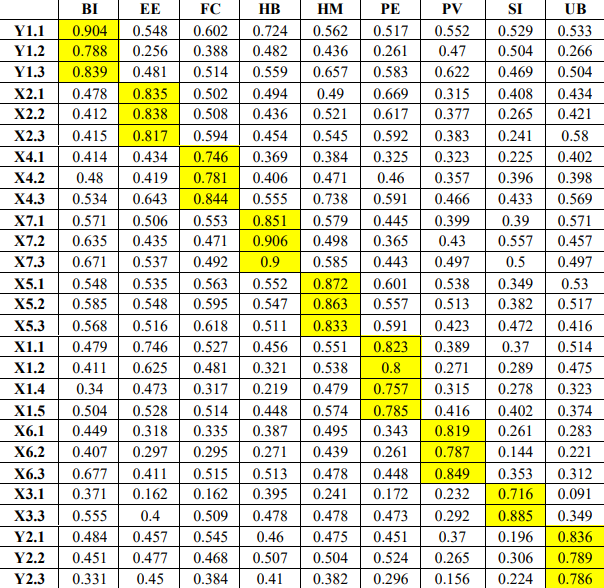 BI EE FC HB HM PE PV SI UB
Y1.1 0.904 0.548 0.602 0.724 0.562 0.517 0.552 0.529 0.533
Y1.2 0.788 0.256 0.388 0.482 0.436 0.261 0.47 0.504 0.266
Y1.3 0.839 0.481 0.514 0.559 0.657 0.583 0.622 0.469 0.504
X2.1 0.478 0.835 0.502 0.494 0.49 0.669 0.315 0.408 0.434
X2.2 0.412 0.838 0.508 0.436 0.521 0.617 0.377 0.265 0.421
X2.3 0.415 0.817 0.594 0.454 0.545 0.592 0.383 0.241 0.58
X4.1 0.414 0.434 0.746 0.369 0.384 0.325 0.323 0.225 0.402
X4.2 0.48 0.419 0.781 0.406 0.471 0.46 0.357 0.396 0.398
X4.3 0.534 0.643 0.844 0.555 0.738 0.591 0.466 0.433 0.569
X7.1 0.571 0.506 0.553 0.851 0.579 0.445 0.399 0.39 0.571
X7.2 0.635 0.435 0.471 0.906 0.498 0.365 0.43 0.557 0.457
X7.3 0.671 0.537 0.492 0.9 0.585 0.443 0.497 0.5 0.497
X5.1 0.548 0.535 0.563 0.552 0.872 0.601 0.538 0.349 0.53
X5.2 0.585 0.548 0.595 0.547 0.863 0.557 0.513 0.382 0.517
X5.3 0.568 0.516 0.618 0.511 0.833 0.591 0.423 0.472 0.416
X1.1 0.479 0.746 0.527 0.456 0.551 0.823 0.389 0.37 0.514
X1.2 0.411 0.625 0.481 0.321 0.538 0.8 0.271 0.289 0.475
X1.4 0.34 0.473 0.317 0.219 0.479 0.757 0.315 0.278 0.323
X1.5 0.504 0.528 0.514 0.448 0.574 0.785 0.416 0.402 0.374
X6.1 0.449 0.318 0.335 0.387 0.495 0.343 0.819 0.261 0.283
X6.2 0.407 0.297 0.295 0.271 0.439 0.261 0.787 0.144 0.221
X6.3 0.677 0.411 0.515 0.513 0.478 0.448 0.849 0.353 0.312
X3.1 0.371 0.162 0.162 0.395 0.241 0.172 0.232 0.716 0.091
X3.3 0.555 0.4 0.509 0.478 0.478 0.473 0.292 0.885 0.349
Y2.1 0.484 0.457 0.545 0.46 0.475 0.451 0.37 0.196 0.836
Y2.2 0.451 0.477 0.468 0.507 0.504 0.524 0.265 0.306 0.789
Y2.3 0.331 0.45 0.384 0.41 0.382 0.296 0.156 0.224 0.786